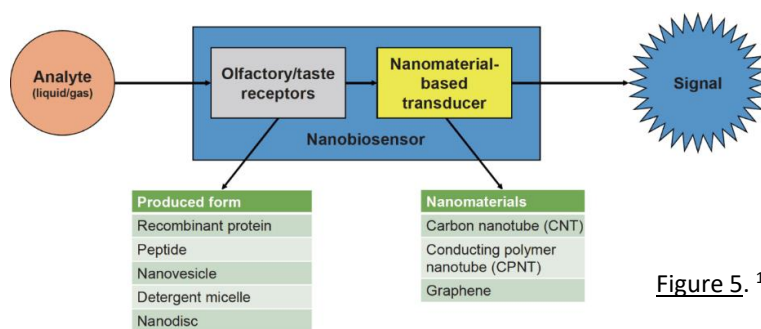 Analyte
(liquid/gas)
Olfactory/taste
receptors
Nanomaterial-
based
transducer
Nanobiosensor
Signal
Produced form
Recombinant protein
Peptide
Nanovesicle
Detergent micelle
Nanodisc
Nanomaterials
Carbon nanotube (CNT)
Conducting polymer
nanotube (CPNT)
Graphene
Figure 5. 1